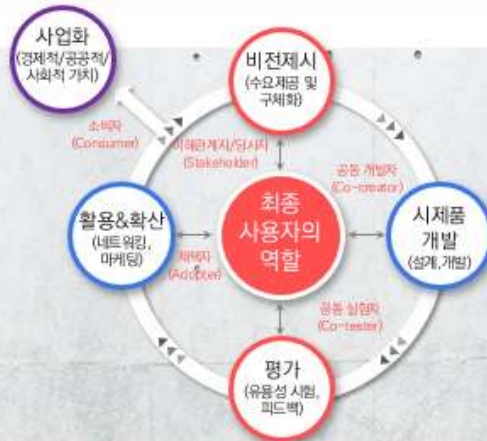 사업화
(경제적/공공적/
사회적 가치)
비전제시
(수요제공 및
구체화)
소비자
(Consumer)
이해관계자/당사자
(Stakeholder)
공동 개발자
(Co-creator)
활용&확산
(네트워킹,
마케팅)
최종
사용자의
역할
시제품
개발
(설계,개발)
채택자
(Adopter)
공동 실험자
(Co-tester)
평가
(유용성 시험,
피드백)